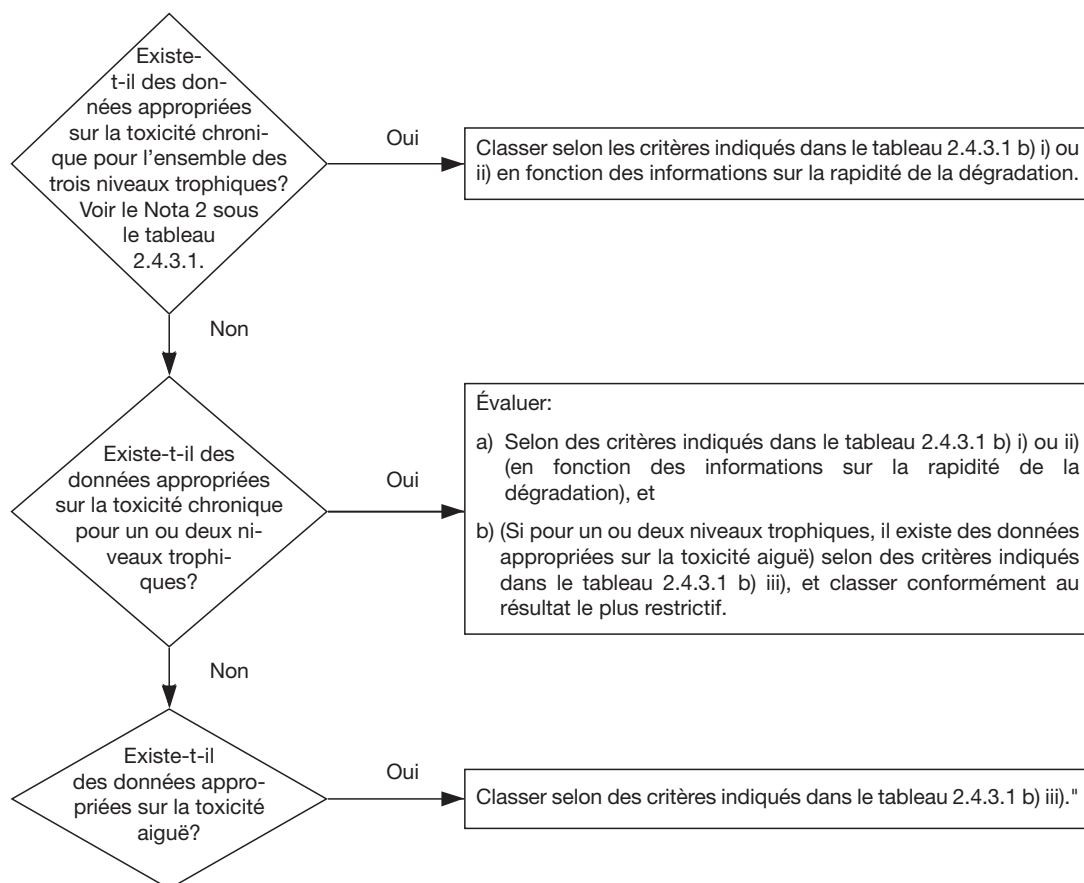 Existe-
t-il des don-
nées appropriées
sur la toxicité chroni-
que pour l'ensemble des
trois niveaux trophiques?
Voir le Nota 2 sous
le tableau
2.4.3.1.
Oui
Classer selon les critères indiqués dans le tableau 2.4.3.1 b) i) ou
ii) en fonction des informations sur la rapidité de la dégradation.
Non
Existe-t-il des
données appropriées
sur la toxicité chronique
pour un ou deux ni-
veaux trophi-
ques?
Oui
Évaluer:
a) Selon des critères indiqués dans le tableau 2.4.3.1 b) i) ou ii)
(en fonction des informations sur la rapidité de la
dégradation), et
b) (Si pour un ou deux niveaux trophiques, il existe des données
appropriées sur la toxicité aiguë) selon des critères indiqués
dans le tableau 2.4.3.1 b) iii), et classer conformément au
résultat le plus restrictif.
Non
Existe-t-il
des données appro-
priées sur la toxicité
aiguë?
Oui
Classer selon des critères indiqués dans le tableau 2.4.3.1 b) iii)."